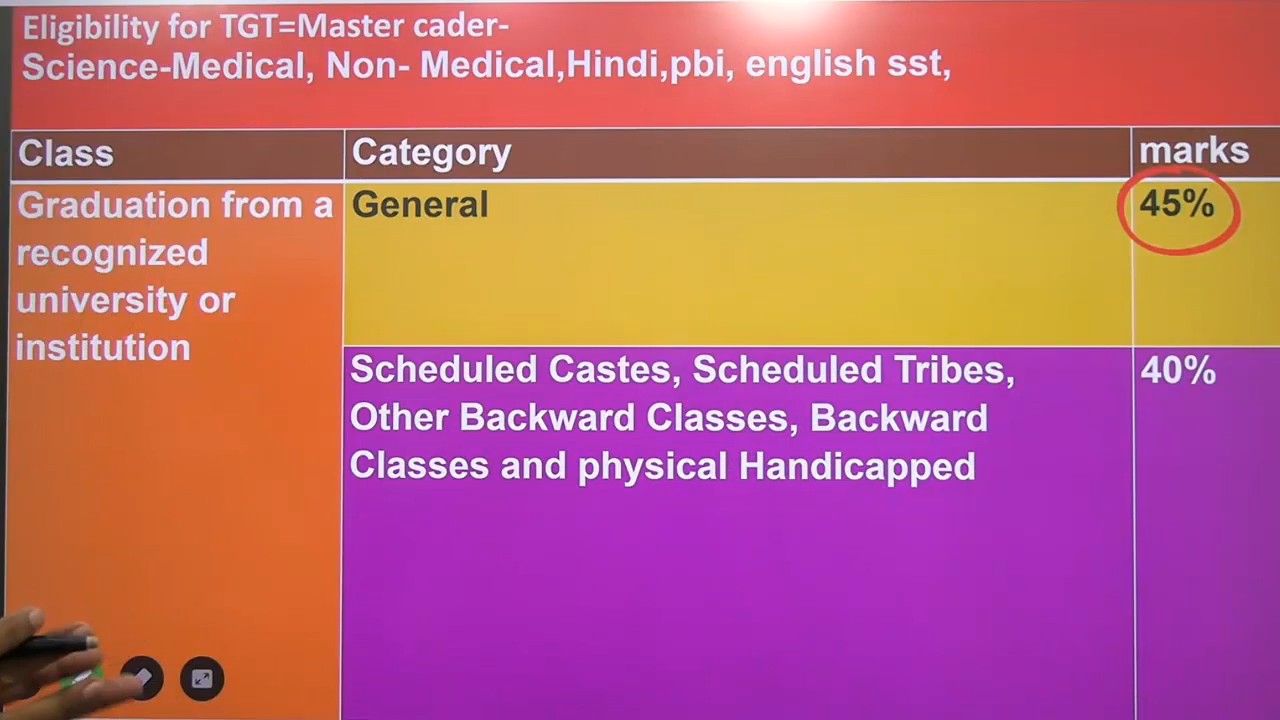 Eligibility for TGT=Master cader-
Science-Medical, Non- Medical,Hindi,pbi, english sst,
Class
Category
marks
Graduation from a
recognized
university or
institution
General
45%
Scheduled Castes, Scheduled Tribes,
Other Backward Classes, Backward
Classes and physical Handicapped
40%